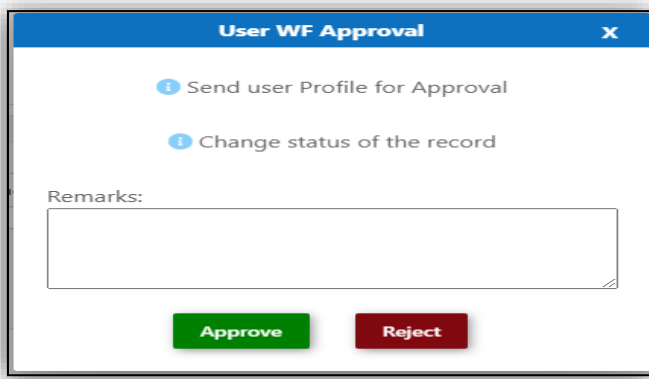 User WF Approval X
Send user Profile for Approval
Change status of the record
Remarks:
Approve Reject